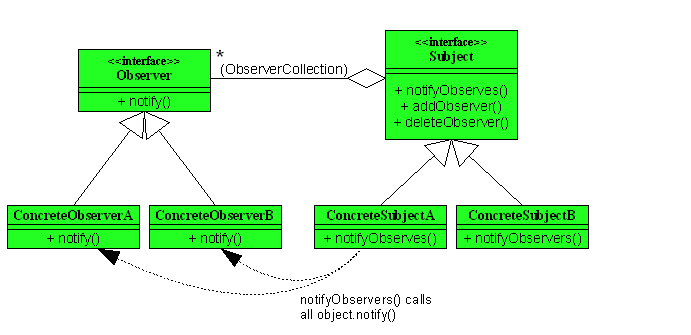 <<interface>>
Observer
+ notify()
*
(ObserverCollection)
<<interface>>
Subject
+ notifyObserves()
+ addObserver()
+ deleteObserver()
ConcreteObserverA
+ notify()
ConcreteObserverB
+ notify()
ConcreteSubjectA
+ notifyObserves()
ConcreteSubjectB
+ notifyObservers()
notifyObservers() calls
all object.notify()